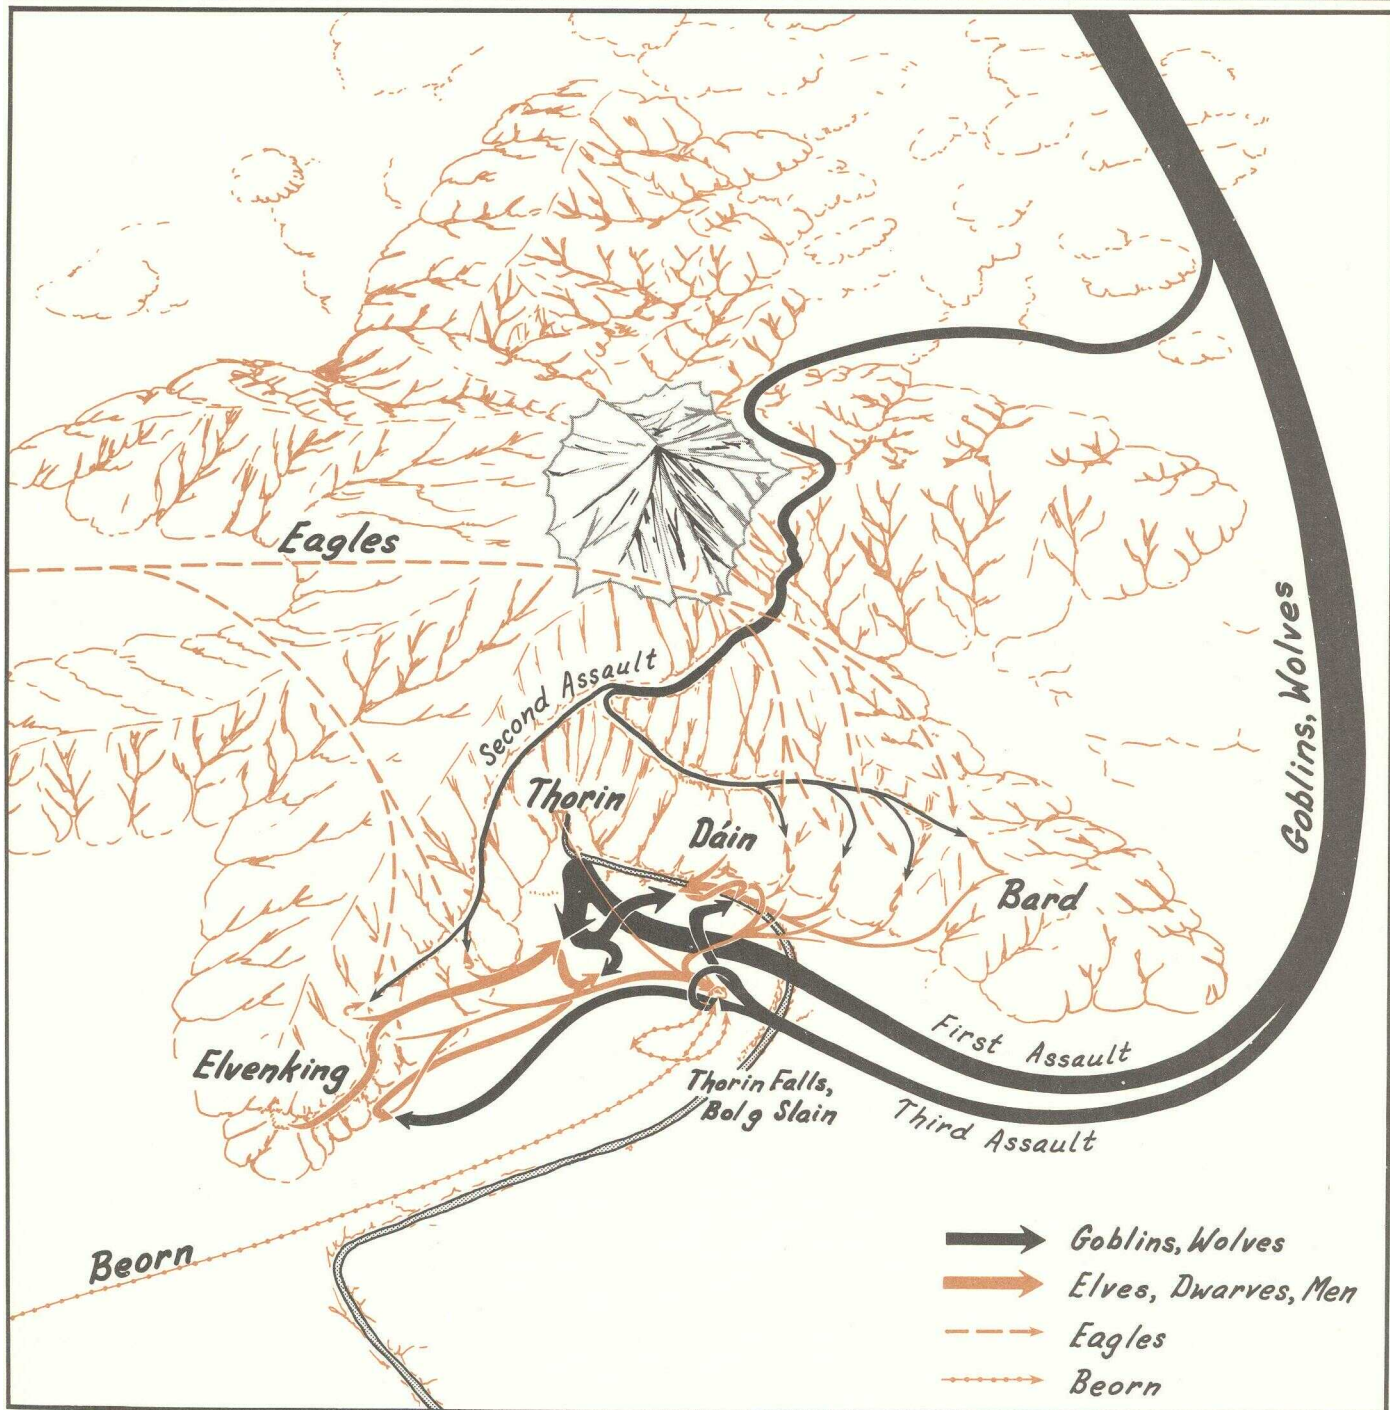 Eagles
Goblins, Wolves
Second Assault
Thorin
Dáin
Bard
First Assault
Elvenking
Thorin Falls,
Bolg Slain
Third Assault
Beorn
Goblins, Wolves
Elves, Dwarves, Men
Eagles
Beorn